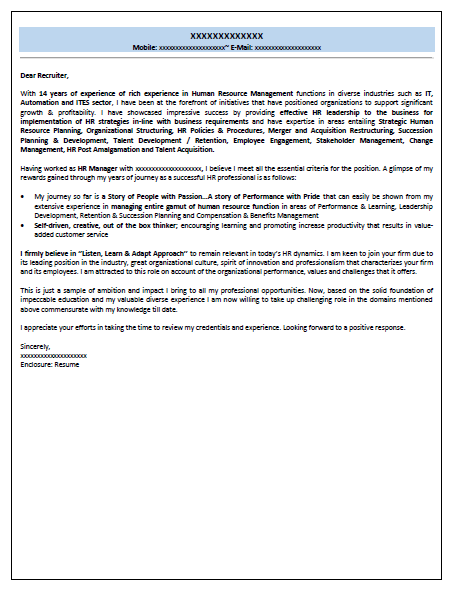 XXXXXXXXXXXXX
Mobile: xxxxxxxxxxxxxxxxxxxx~ E-Mail: xxxxxxxxxxxxxxxxxxxx
Dear Recruiter,
With 14 years of experience of rich experience in Human Resource Management functions in diverse industries such as IT,
Automation and ITES sector, I have been at the forefront of initiatives that have positioned organizations to support significant
growth & profitability. I have showcased impressive success by providing effective HR leadership to the business for
implementation of HR strategies in-line with business requirements and have expertise in areas entailing Strategic Human
Resource Planning, Organizational Structuring, HR Policies & Procedures, Merger and Acquisition Restructuring, Succession
Planning & Development, Talent Development / Retention, Employee Engagement, Stakeholder Management, Change
Management, HR Post Amalgamation and Talent Acquisition.
Having worked as HR Manager with xxxxxxxxxxxxxxxxxxxx, I believe I meet all the essential criteria for the position. A glimpse of my
rewards gained through my years of journey as a successful HR professional is as follows:
• My journey so far is a Story of People with Passion...A story of Performance with Pride that can easily be shown from my
extensive experience in managing entire gamut of human resource function in areas of Performance & Learning, Leadership
Development, Retention & Succession Planning and Compensation & Benefits Management
• Self-driven, creative, out of the box thinker; encouraging learning and promoting increase productivity that results in value-
added customer service
I firmly believe in "Listen, Learn & Adapt Approach" to remain relevant in today's HR dynamics. I am keen to join your firm due to
its leading position in the industry, great organizational culture, spirit of innovation and professionalism that characterizes your firm
and its employees. I am attracted to this role on account of the organizational performance, values and challenges that it offers.
This is just a sample of ambition and impact I bring to all my professional opportunities. Now, based on the solid foundation of
impeccable education and my valuable diverse experience I am now willing to take up challenging role in the domains mentioned
above commensurate with my knowledge till date.
I appreciate your efforts in taking the time to review my credentials and experience. Looking forward to a positive response.
Sincerely,
xxxxxxxxxxxxxxxxxxxx
Enclosure: Resume